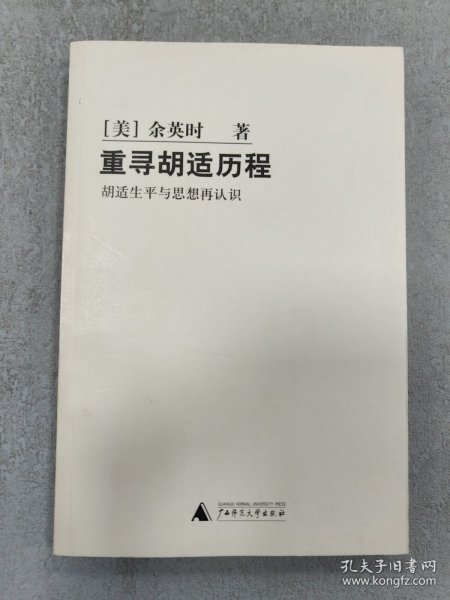 [美]余英时 著
重寻胡适历程
胡适生平与思想再认识
GUANGXI NORMAL UNIVERSITY PRESS
广西师范大学出版社
孔夫子旧书网
www.kongfz.com